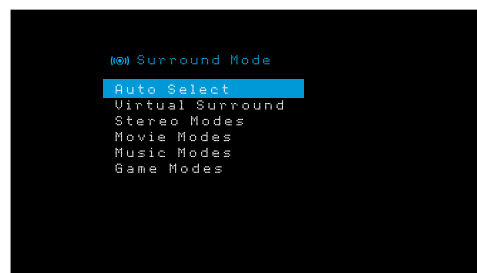 Surround Mode
Auto Select
Virtual Surround
Stereo Modes
Movie Modes
Music Modes
Game Modes